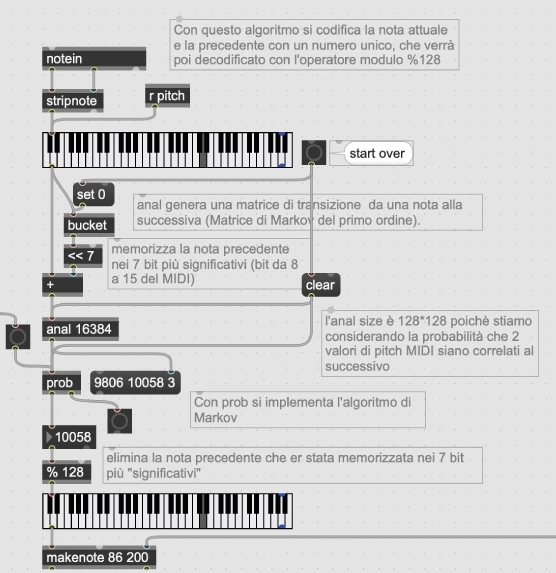 Con questo algoritmo si codifica la nota attuale
e la precedente con un numero unico, che verrà
poi decodificato con l'operatore modulo %128
notein
stripnote
r pitch
start over
set 0
anal genera una matrice di transizione da una nota alla
successiva (Matrice di Markov del primo ordine).
bucket
<< 7
memorizza la nota precedente
nei 7 bit più significativi (bit da 8
a 15 del MIDI)
+
clear
anal 16384
l'anal size è 128*128 poichè stiamo
considerando la probabilità che 2
valori di pitch MIDI siano correlati al
successivo
prob
9806 10058 3
Con prob si implementa l'algoritmo di
Markov
10058
% 128
elimina la nota precedente che er stata memorizzata nei 7 bit
più "significativi"
makenote 86 200